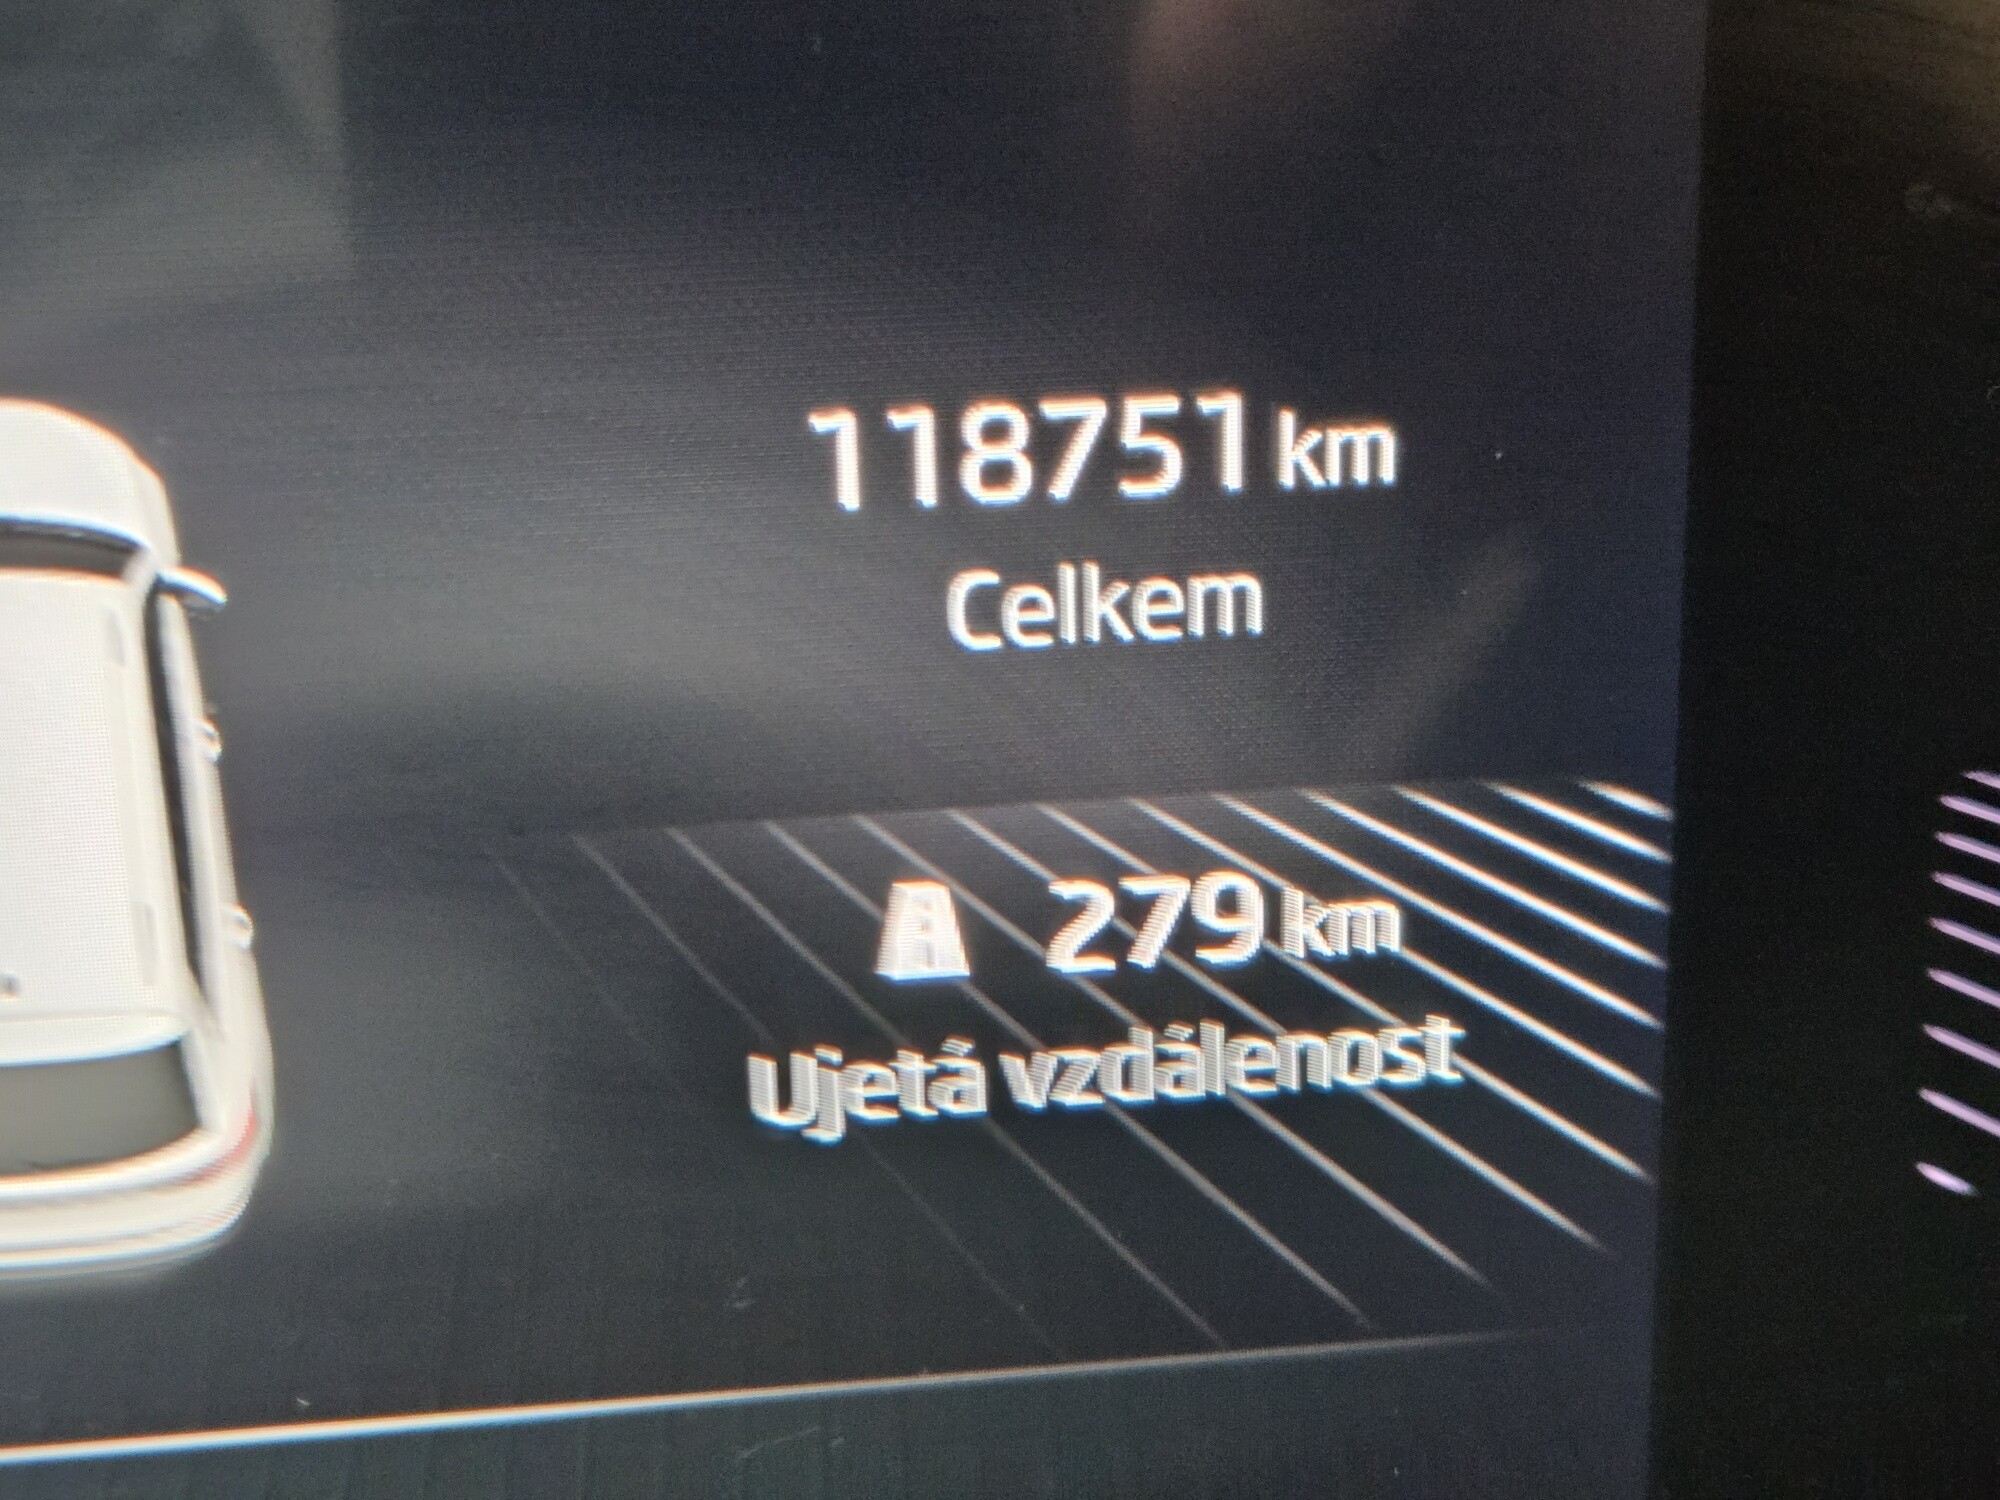 118751 km
Celkem
279 km
Ujetá vzdálenost